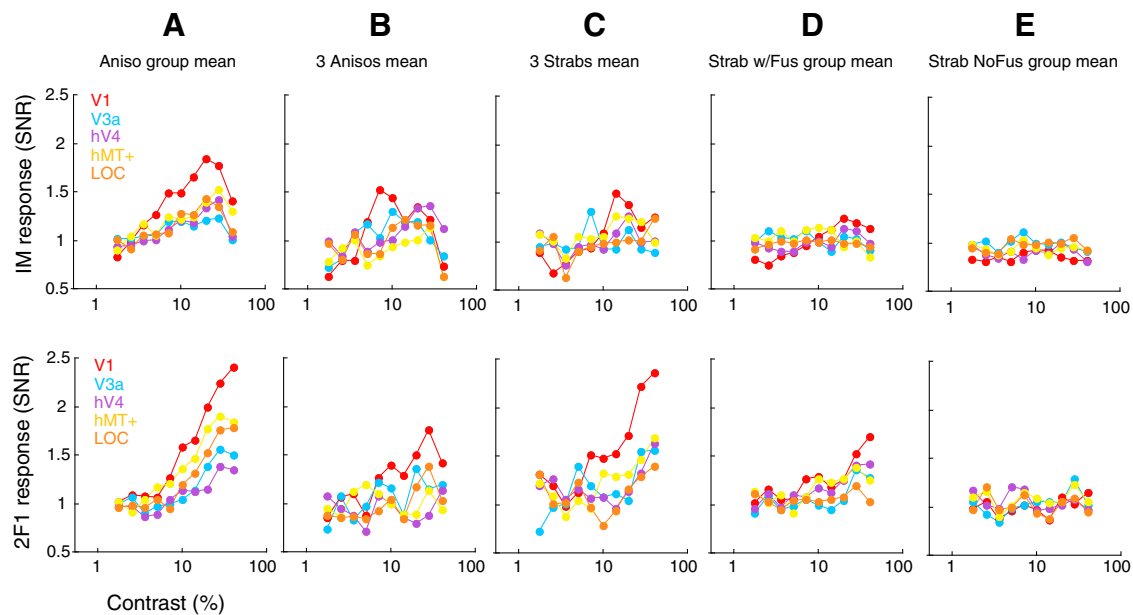 A B C D E
Aniso group mean 3 Anisos mean 3 Strabs mean Strab w/Fus group mean Strab NoFus group mean
IM response (SNR)
2.5
2
1.5
1
0.5
V1
V3a
hV4
hMT+
LOC
1 10 100 1 10 100 1 10 100 1 10 100 1 10 100
2F1 response (SNR)
2.5
2
1.5
1
0.5
V1
V3a
hV4
hMT+
LOC
1 10 100 1 10 100 1 10 100 1 10 100 1 10 100
Contrast (%)